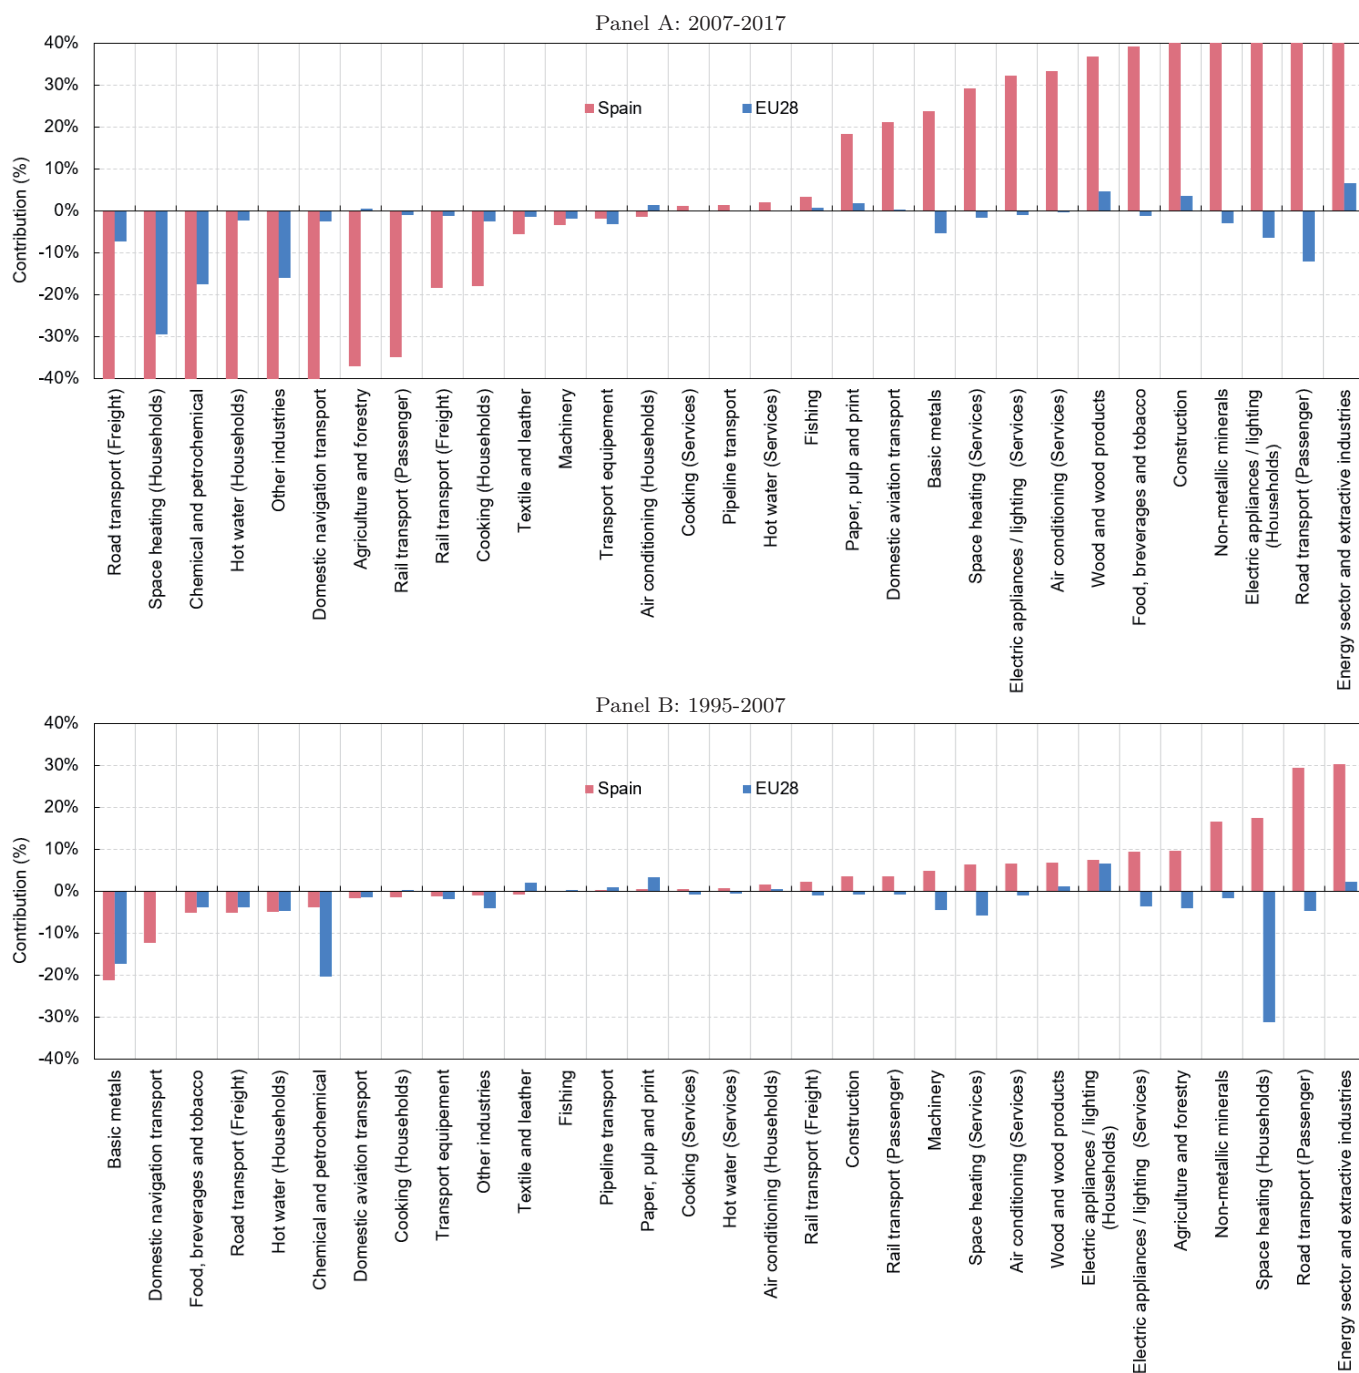 Panel A: 2007-2017
Contribution (%)
40%
30%
20%
10%
0%
-10%
-20%
-30%
-40%
Spain
EU28
Road transport (Freight)
Space heating (Households)
Chemical and petrochemical
Hot water (Households)
Other industries
Domestic navigation transport
Agriculture and forestry
Rail transport (Passenger)
Rail transport (Freight)
Cooking (Households)
Textile and leather
Machinery
Transport equipement
Air conditioning (Households)
Cooking (Services)
Pipeline transport
Hot water (Services)
Fishing
Paper, pulp and print
Domestic aviation transport
Basic metals
Space heating (Services)
Electric appliances / lighting (Services)
Air conditioning (Services)
Wood and wood products
Food, breverages and tobacco
Construction
Non-metallic minerals
Electric appliances / lighting
(Households)
Road transport (Passenger)
Energy sector and extractive industries
Panel B: 1995-2007
Contribution (%)
40%
30%
20%
10%
0%
-10%
-20%
-30%
-40%
Spain
EU28
Basic metals
Domestic navigation transport
Food, breverages and tobacco
Road transport (Freight)
Hot water (Households)
Chemical and petrochemical
Domestic aviation transport
Cooking (Households)
Transport equipement
Other industries
Textile and leather
Fishing
Pipeline transport
Paper, pulp and print
Cooking (Services)
Hot water (Services)
Air conditioning (Households)
Rail transport (Freight)
Construction
Rail transport (Passenger)
Machinery
Space heating (Services)
Air conditioning (Services)
Wood and wood products
Electric appliances / lighting
(Households)
Electric appliances / lighting (Services)
Agriculture and forestry
Non-metallic minerals
Space heating (Households)
Road transport (Passenger)
Energy sector and extractive industries